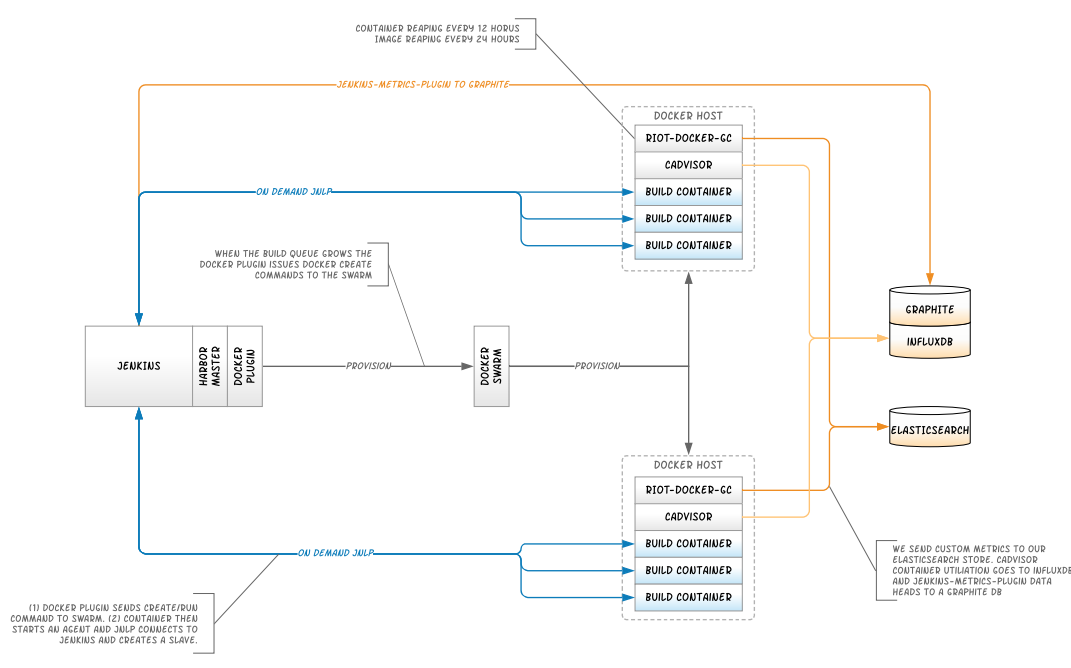 CONTAINER REAPING EVERY 12 HORUS
IMAGE REAPING EVERY 24 HOURS
JENKINS-METRICS-PLUGIN TO GRAPHITE
DOCKER HOST
RIOT-DOCKER-GC
CADVISOR
BUILD CONTAINER
BUILD CONTAINER
BUILD CONTAINER
ON DEMAND JNLP
WHEN THE BUILD QUEUE GROWS THE
DOCKER PLUGIN ISSUES DOCKER CREATE
COMMANDS TO THE SWARM
GRAPHITE
INFLUXDB
JENKINS
HARBOR
MASTER
DOCKER
PLUGIN
PROVISION
DOCKER
SWARM
PROVISION
ELASTICSEARCH
DOCKER HOST
RIOT-DOCKER-GC
CADVISOR
BUILD CONTAINER
BUILD CONTAINER
BUILD CONTAINER
ON DEMAND JNLP
WE SEND CUSTOM METRICS TO OUR
ELASTICSEARCH STORE. CADVISOR
CONTAINER UTILIATION GOES TO INFLUXDB
AND JENKINS-METRICS-PLUGIN DATA
HEADS TO A GRAPHITE DB
(1) DOCKER PLUGIN SENDS CREATE/RUN
COMMAND TO SWARM. (2) CONTAINER THEN
STARTS AN AGENT AND JNLP CONNECTS TO
JENKINS AND CREATES A SLAVE.